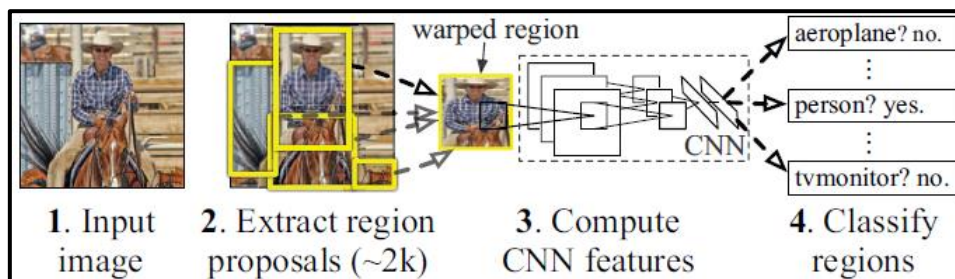 warped region
aeroplane? no.
⋮
person? yes.
⋮
tvmonitor? no.
CNN
1. Input
image
2. Extract region
proposals (~2k)
3. Compute
CNN features
4. Classify
regions